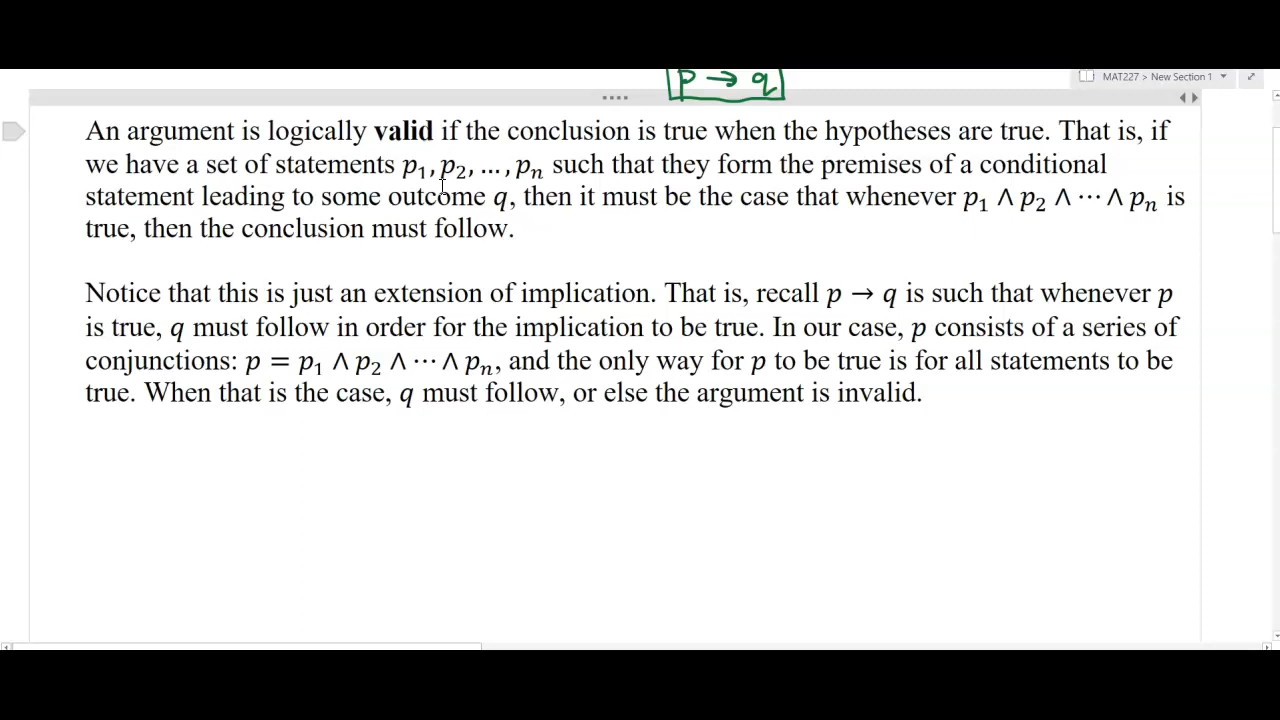 p → q
MAT227 > New Section 1
An argument is logically valid if the conclusion is true when the hypotheses are true. That is, if
we have a set of statements p₁, p₂, ..., pₙ such that they form the premises of a conditional
statement leading to some outcome q, then it must be the case that whenever p₁ ∧ p₂ ∧ ⋯ ∧ pₙ is
true, then the conclusion must follow.
Notice that this is just an extension of implication. That is, recall p → q is such that whenever p
is true, q must follow in order for the implication to be true. In our case, p consists of a series of
conjunctions: p = p₁ ∧ p₂ ∧ ⋯ ∧ pₙ, and the only way for p to be true is for all statements to be
true. When that is the case, q must follow, or else the argument is invalid.